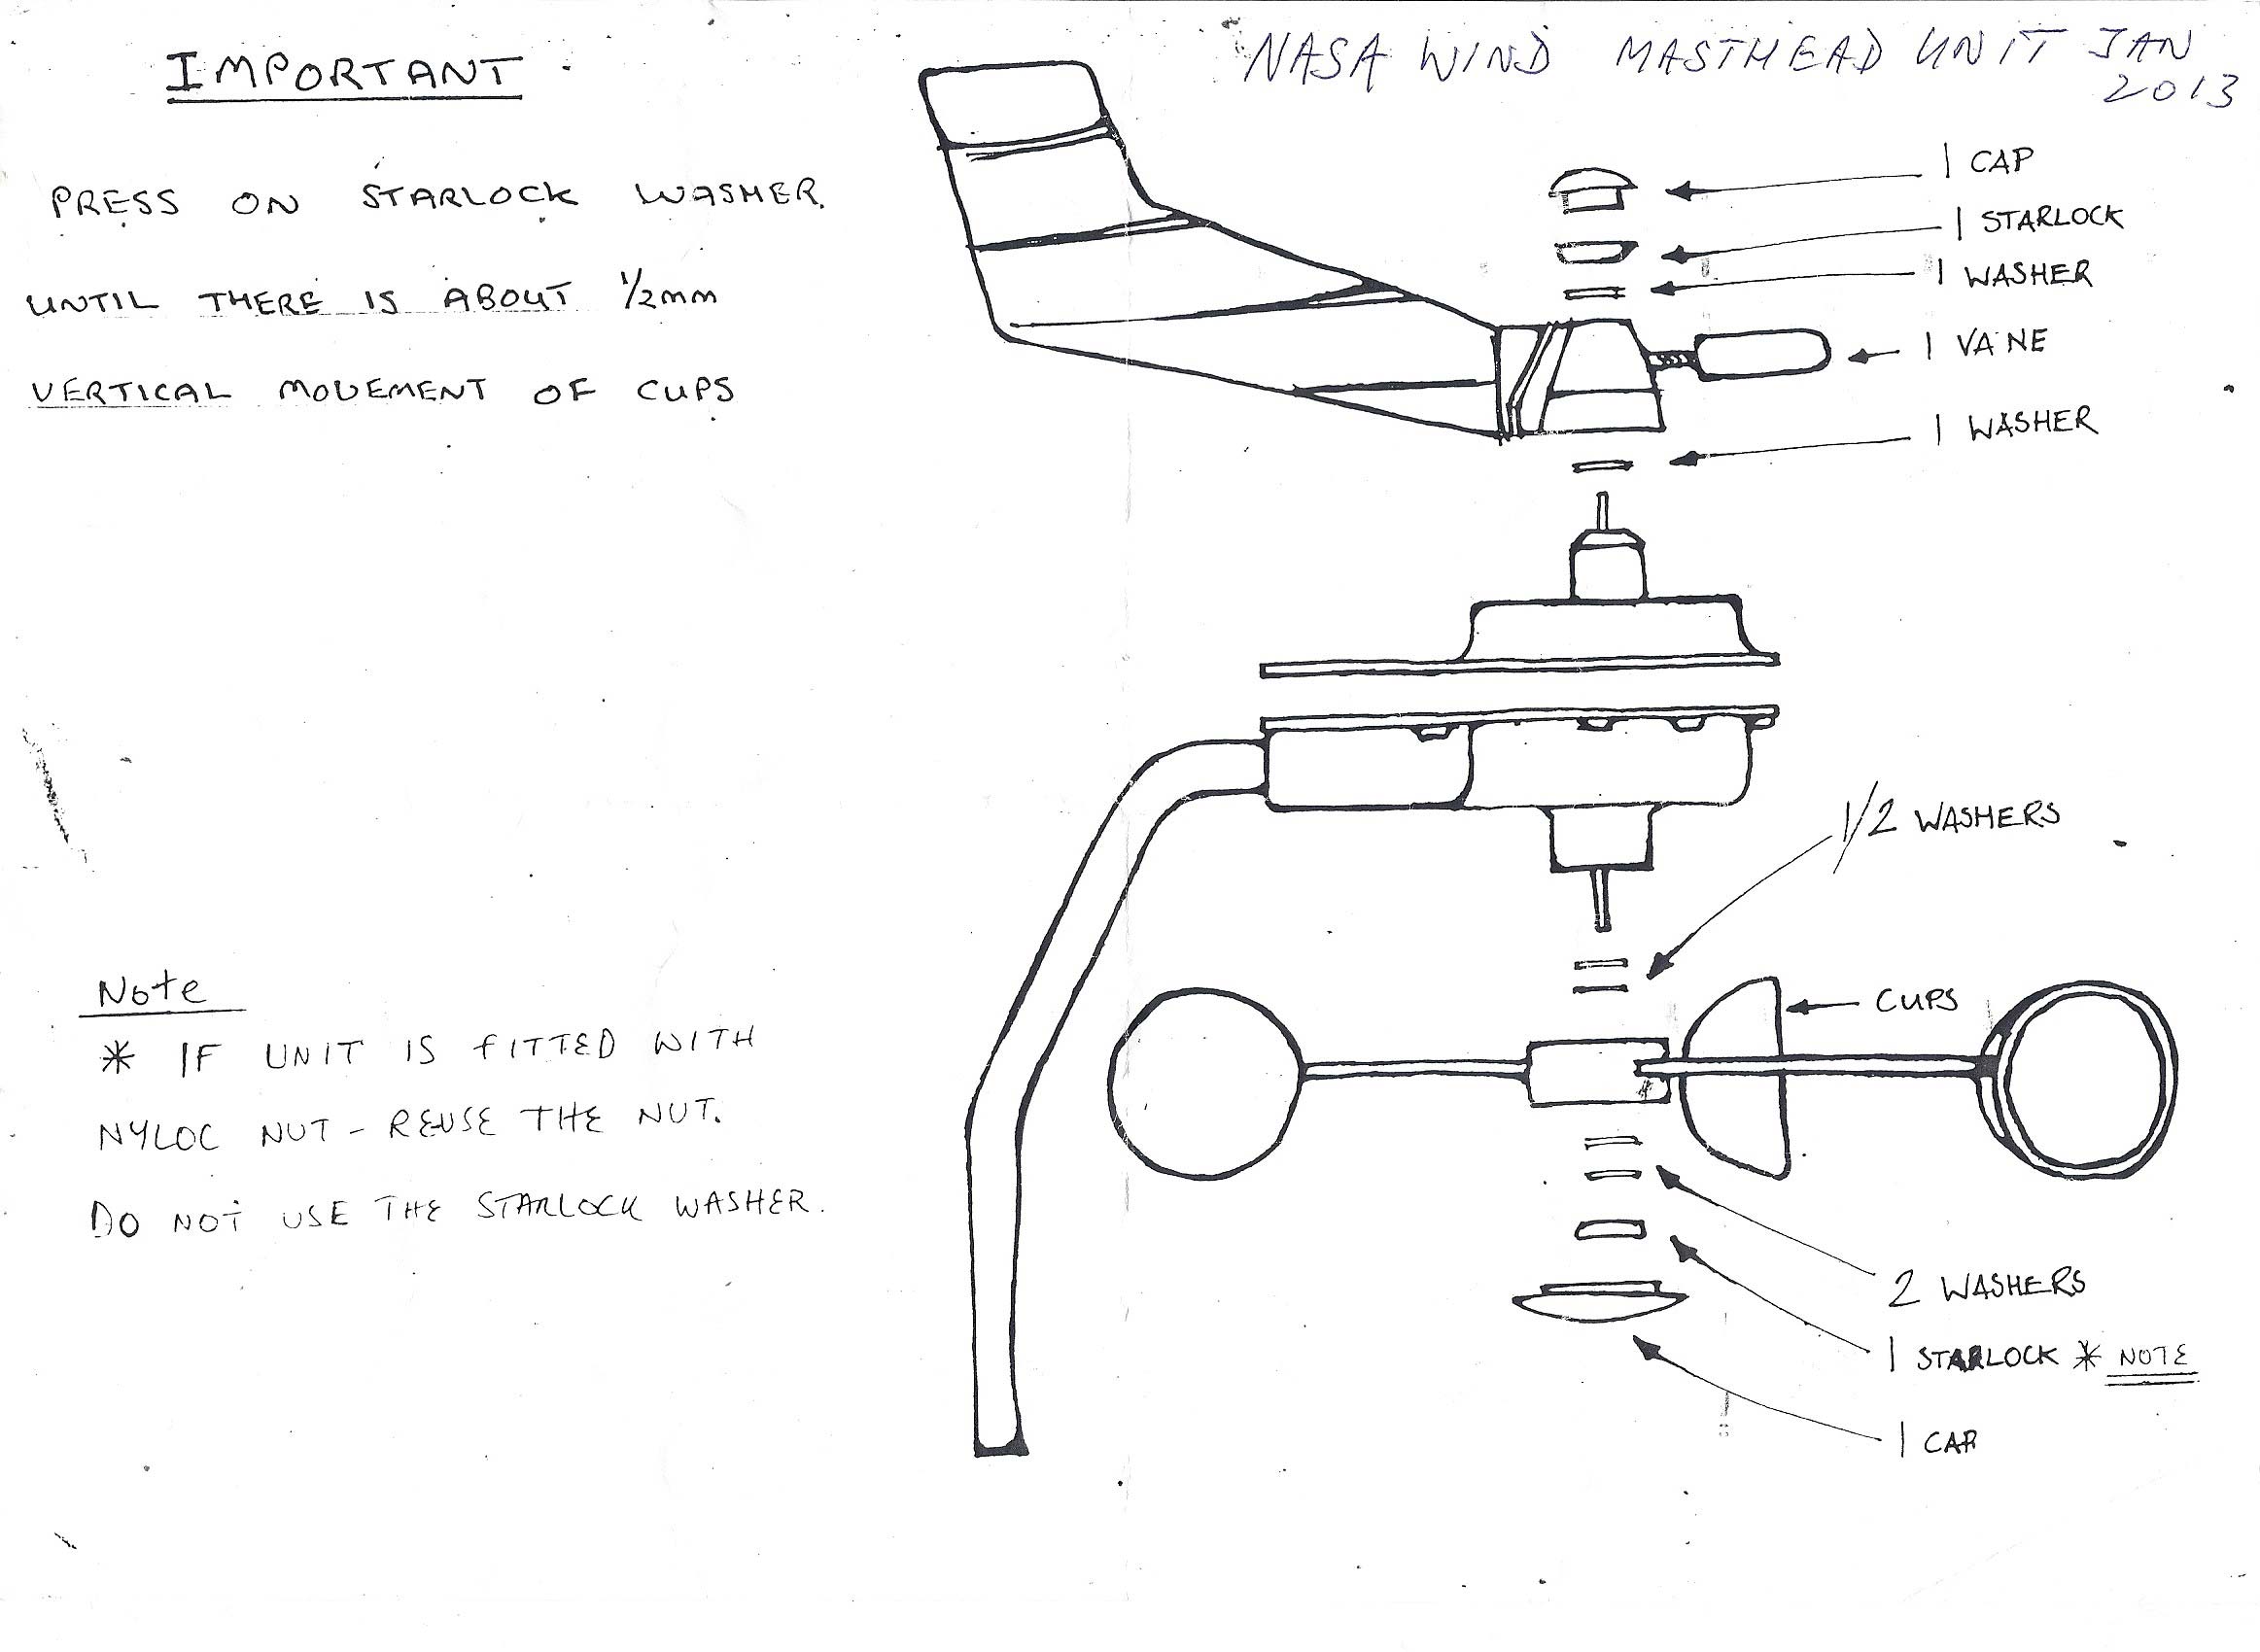 IMPORTANT
PRESS ON STARLOCK WASHER.
UNTIL THERE IS ABOUT 1/2mm
VERTICAL MOVEMENT OF CUPS
Note
* IF UNIT IS FITTED WITH
NYLOC NUT - REUSE THE NUT.
DO NOT USE THE STARLOCK WASHER.
NASA WIND MASTHEAD UNIT JAN
2013
1 CAP
1 STARLOCK
1 WASHER
1 VANE
1 WASHER
1/2 WASHERS
CUPS
2 WASHERS
1 STARLOCK * NOTE
1 CAP